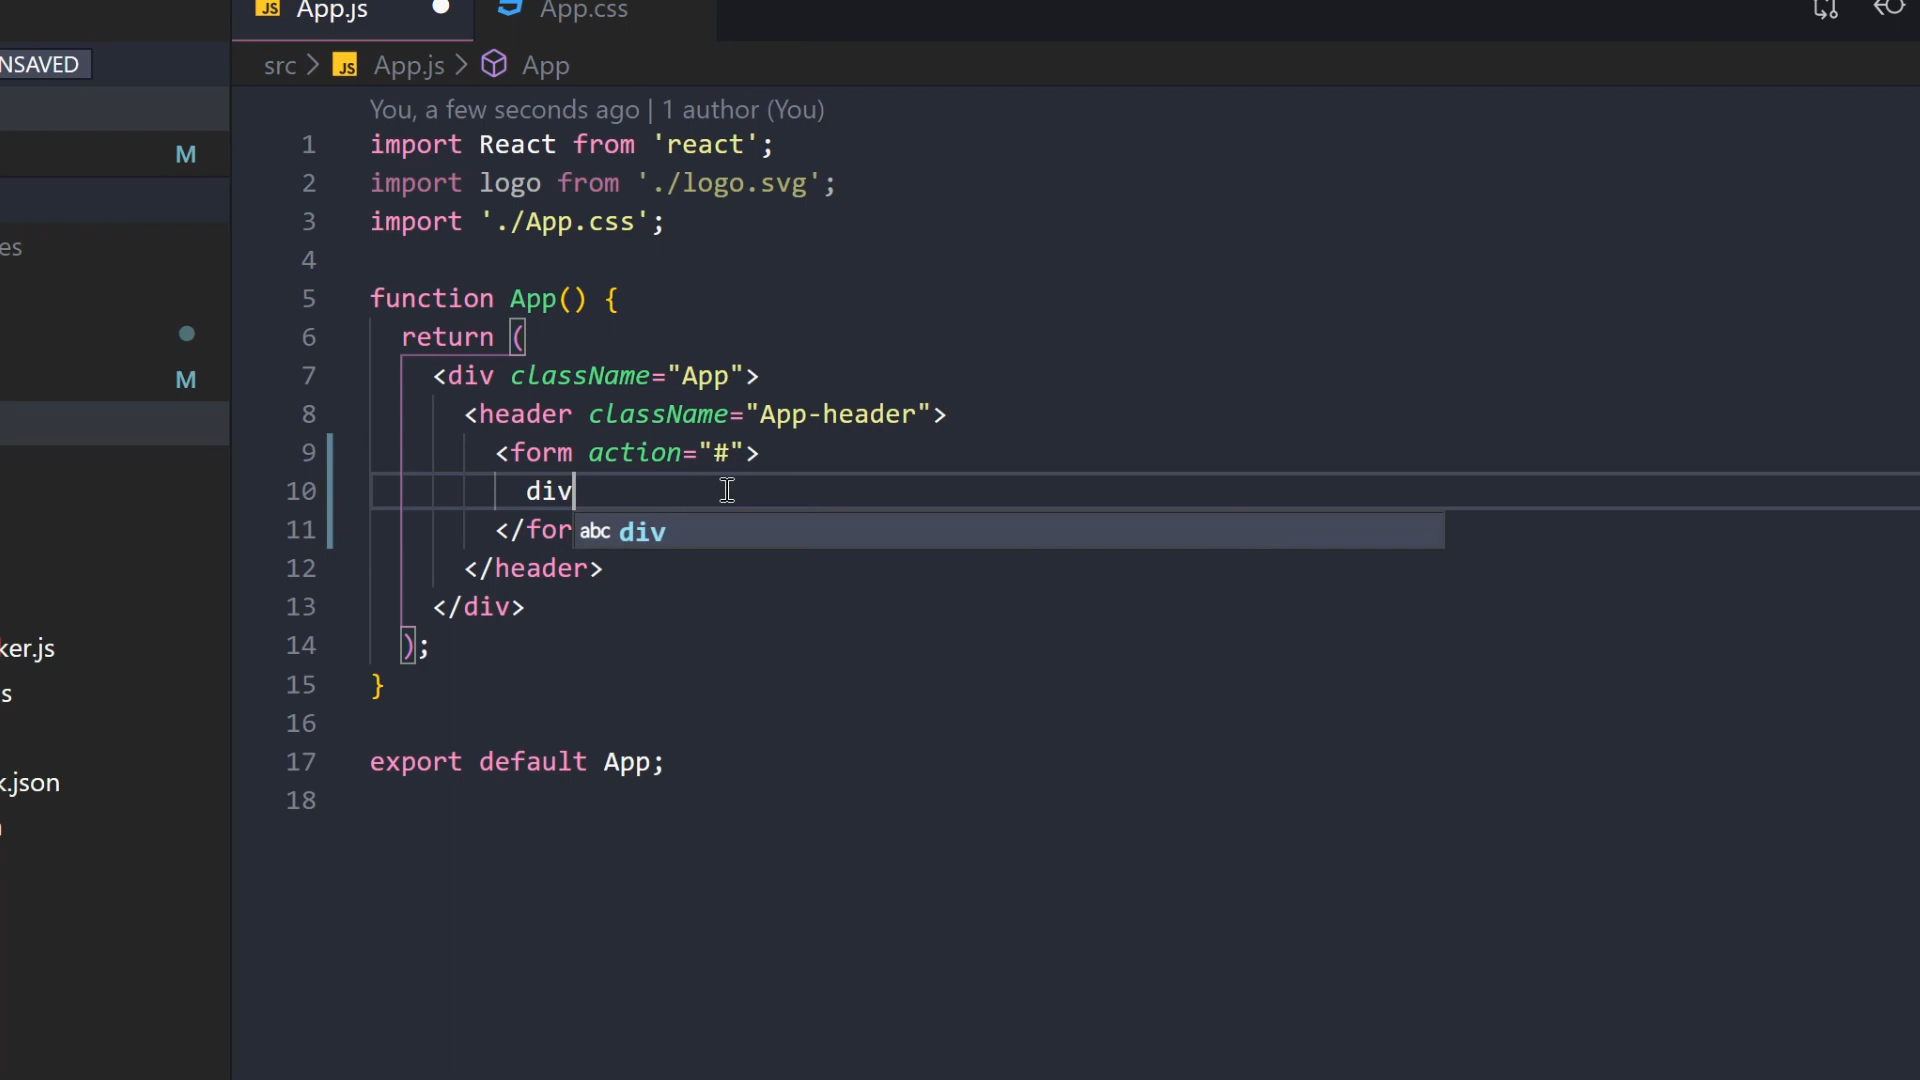 JS App.js App.css
NSAVED
src > JS App.js > App
You, a few seconds ago | 1 author (You)
M
1 import React from 'react';
2 import logo from './logo.svg';
3 import './App.css';
es
4
5 function App() {
6 return (
7 <div className="App">
M
8 <header className="App-header">
9 <form action="#">
10 div
11 </for abc div
12 </header>
13 </div>
14 );
ker.js
15 }
s
16
17 export default App;
k.json
18